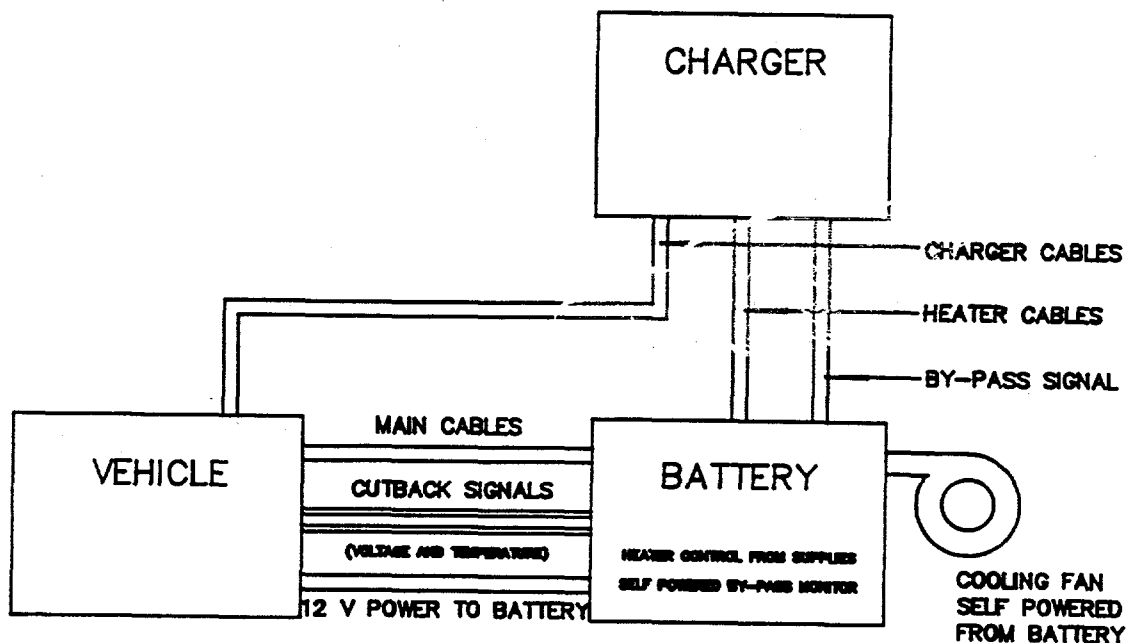 CHARGER
CHARGER CABLES
HEATER CABLES
BY-PASS SIGNAL
MAIN CABLES
VEHICLE
BATTERY
CUTBACK SIGNALS
(VOLTAGE AND TEMPERATURE)
HEATER CONTROL FROM SUPPLIES
SELF POWERED BY-PASS MONITOR
12 V POWER TO BATTERY
COOLING FAN
SELF POWERED
FROM BATTERY